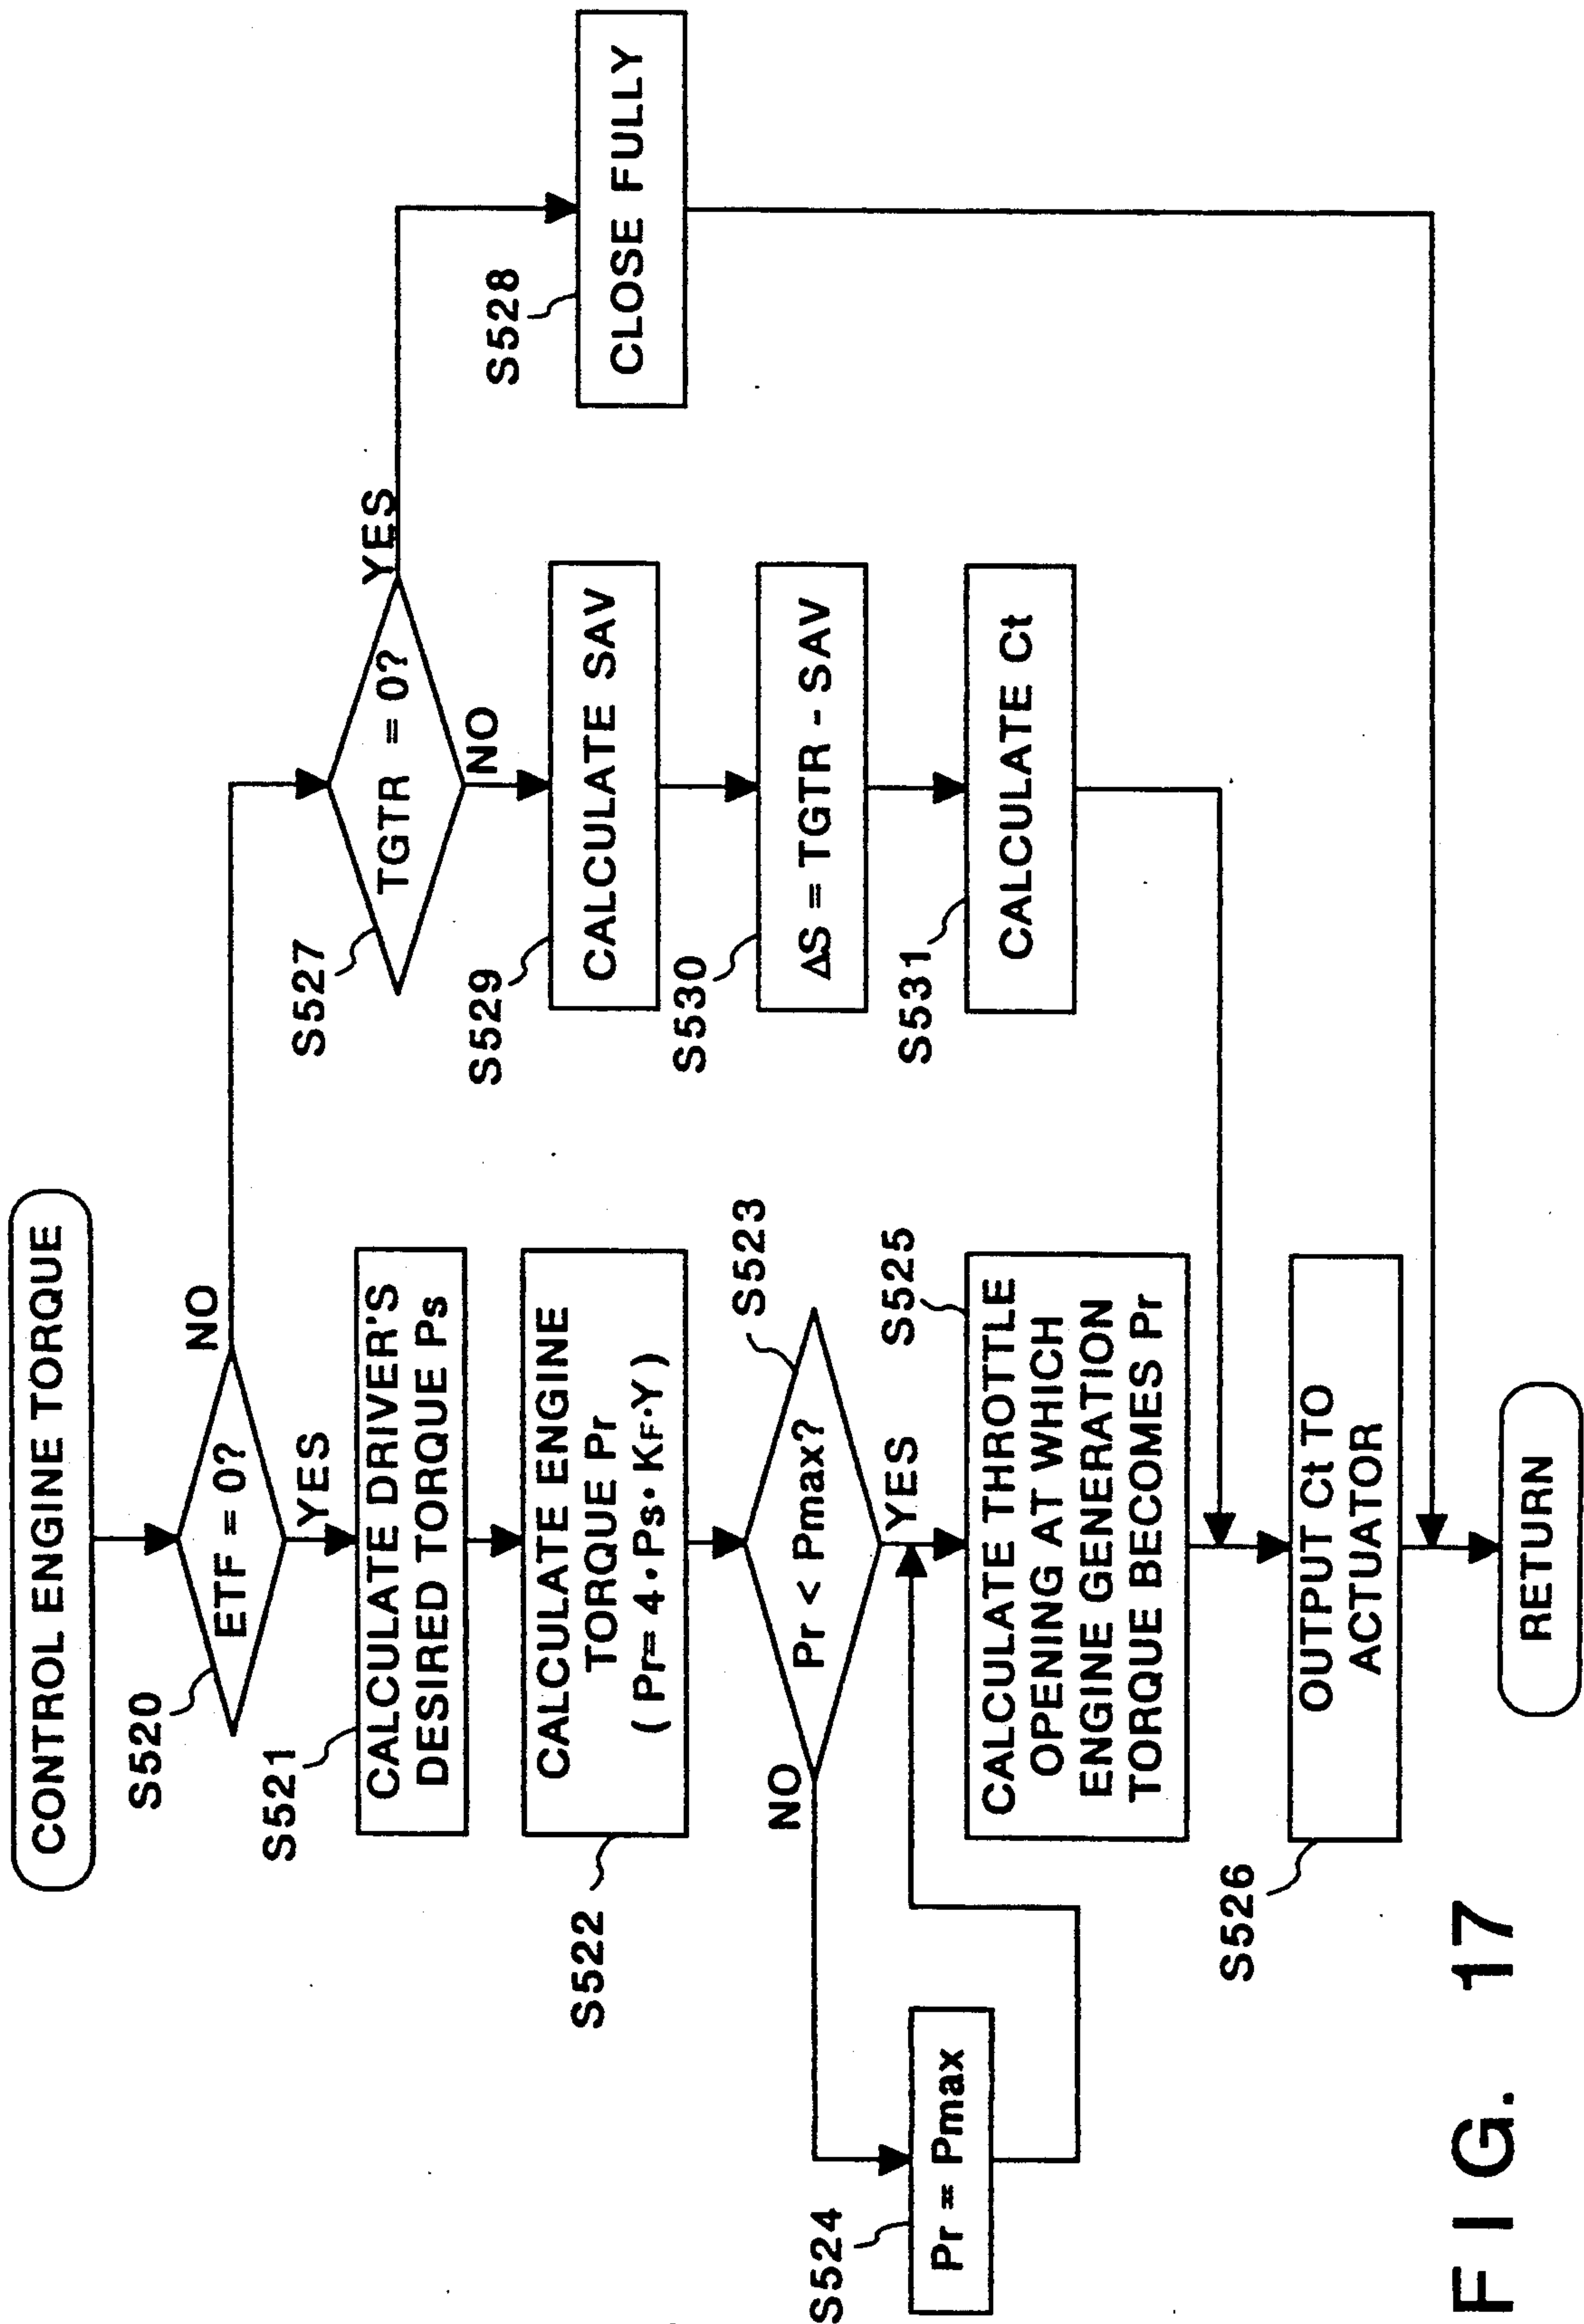 CONTROL ENGINE TORQUE
S520
ETF = 0?
NO
YES
S521
CALCULATE DRIVER'S
DESIRED TORQUE Ps
S522
CALCULATE ENGINE
TORQUE Pr
( Pr= 4•Ps•KF•Y )
S523
Pr < Pmax?
NO
YES
S524
Pr = Pmax
S525
CALCULATE THROTTLE
OPENING AT WHICH
ENGINE GENERATION
TORQUE BECOMES Pr
S526
OUTPUT Ct TO
ACTUATOR
RETURN
S527
TGTR = 0?
YES
NO
S528
CLOSE FULLY
S529
CALCULATE SAV
S530
ΔS = TGTR - SAV
S531
CALCULATE Ct
FIG. 17